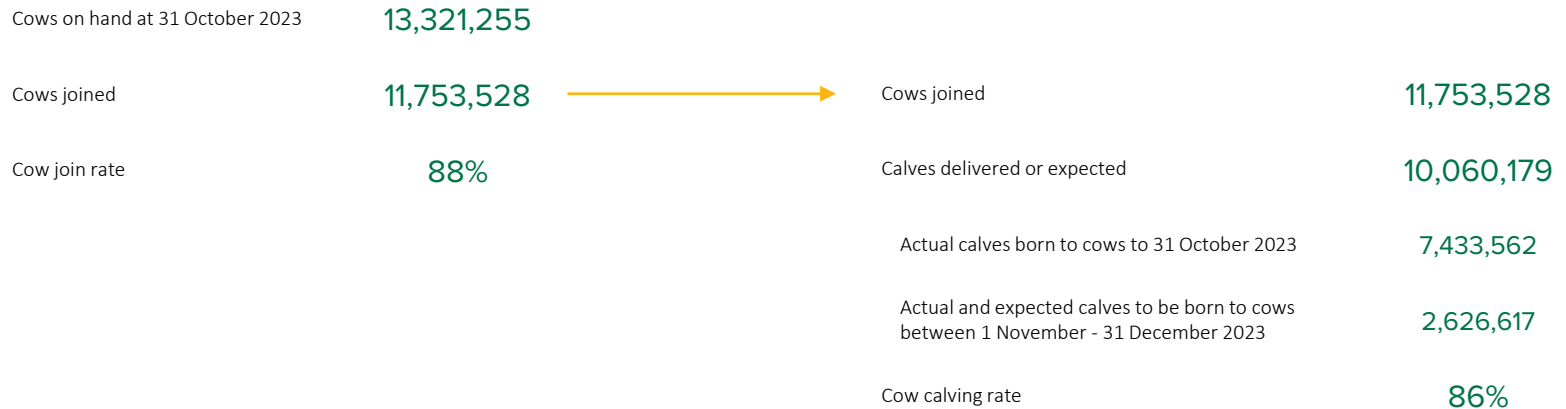 Cows on hand at 31 October 2023 13,321,255
Cows joined 11,753,528
Cow join rate 88%
Cows joined 11,753,528
Calves delivered or expected 10,060,179
Actual calves born to cows to 31 October 2023 7,433,562
Actual and expected calves to be born to cows
between 1 November - 31 December 2023 2,626,617
Cow calving rate 86%